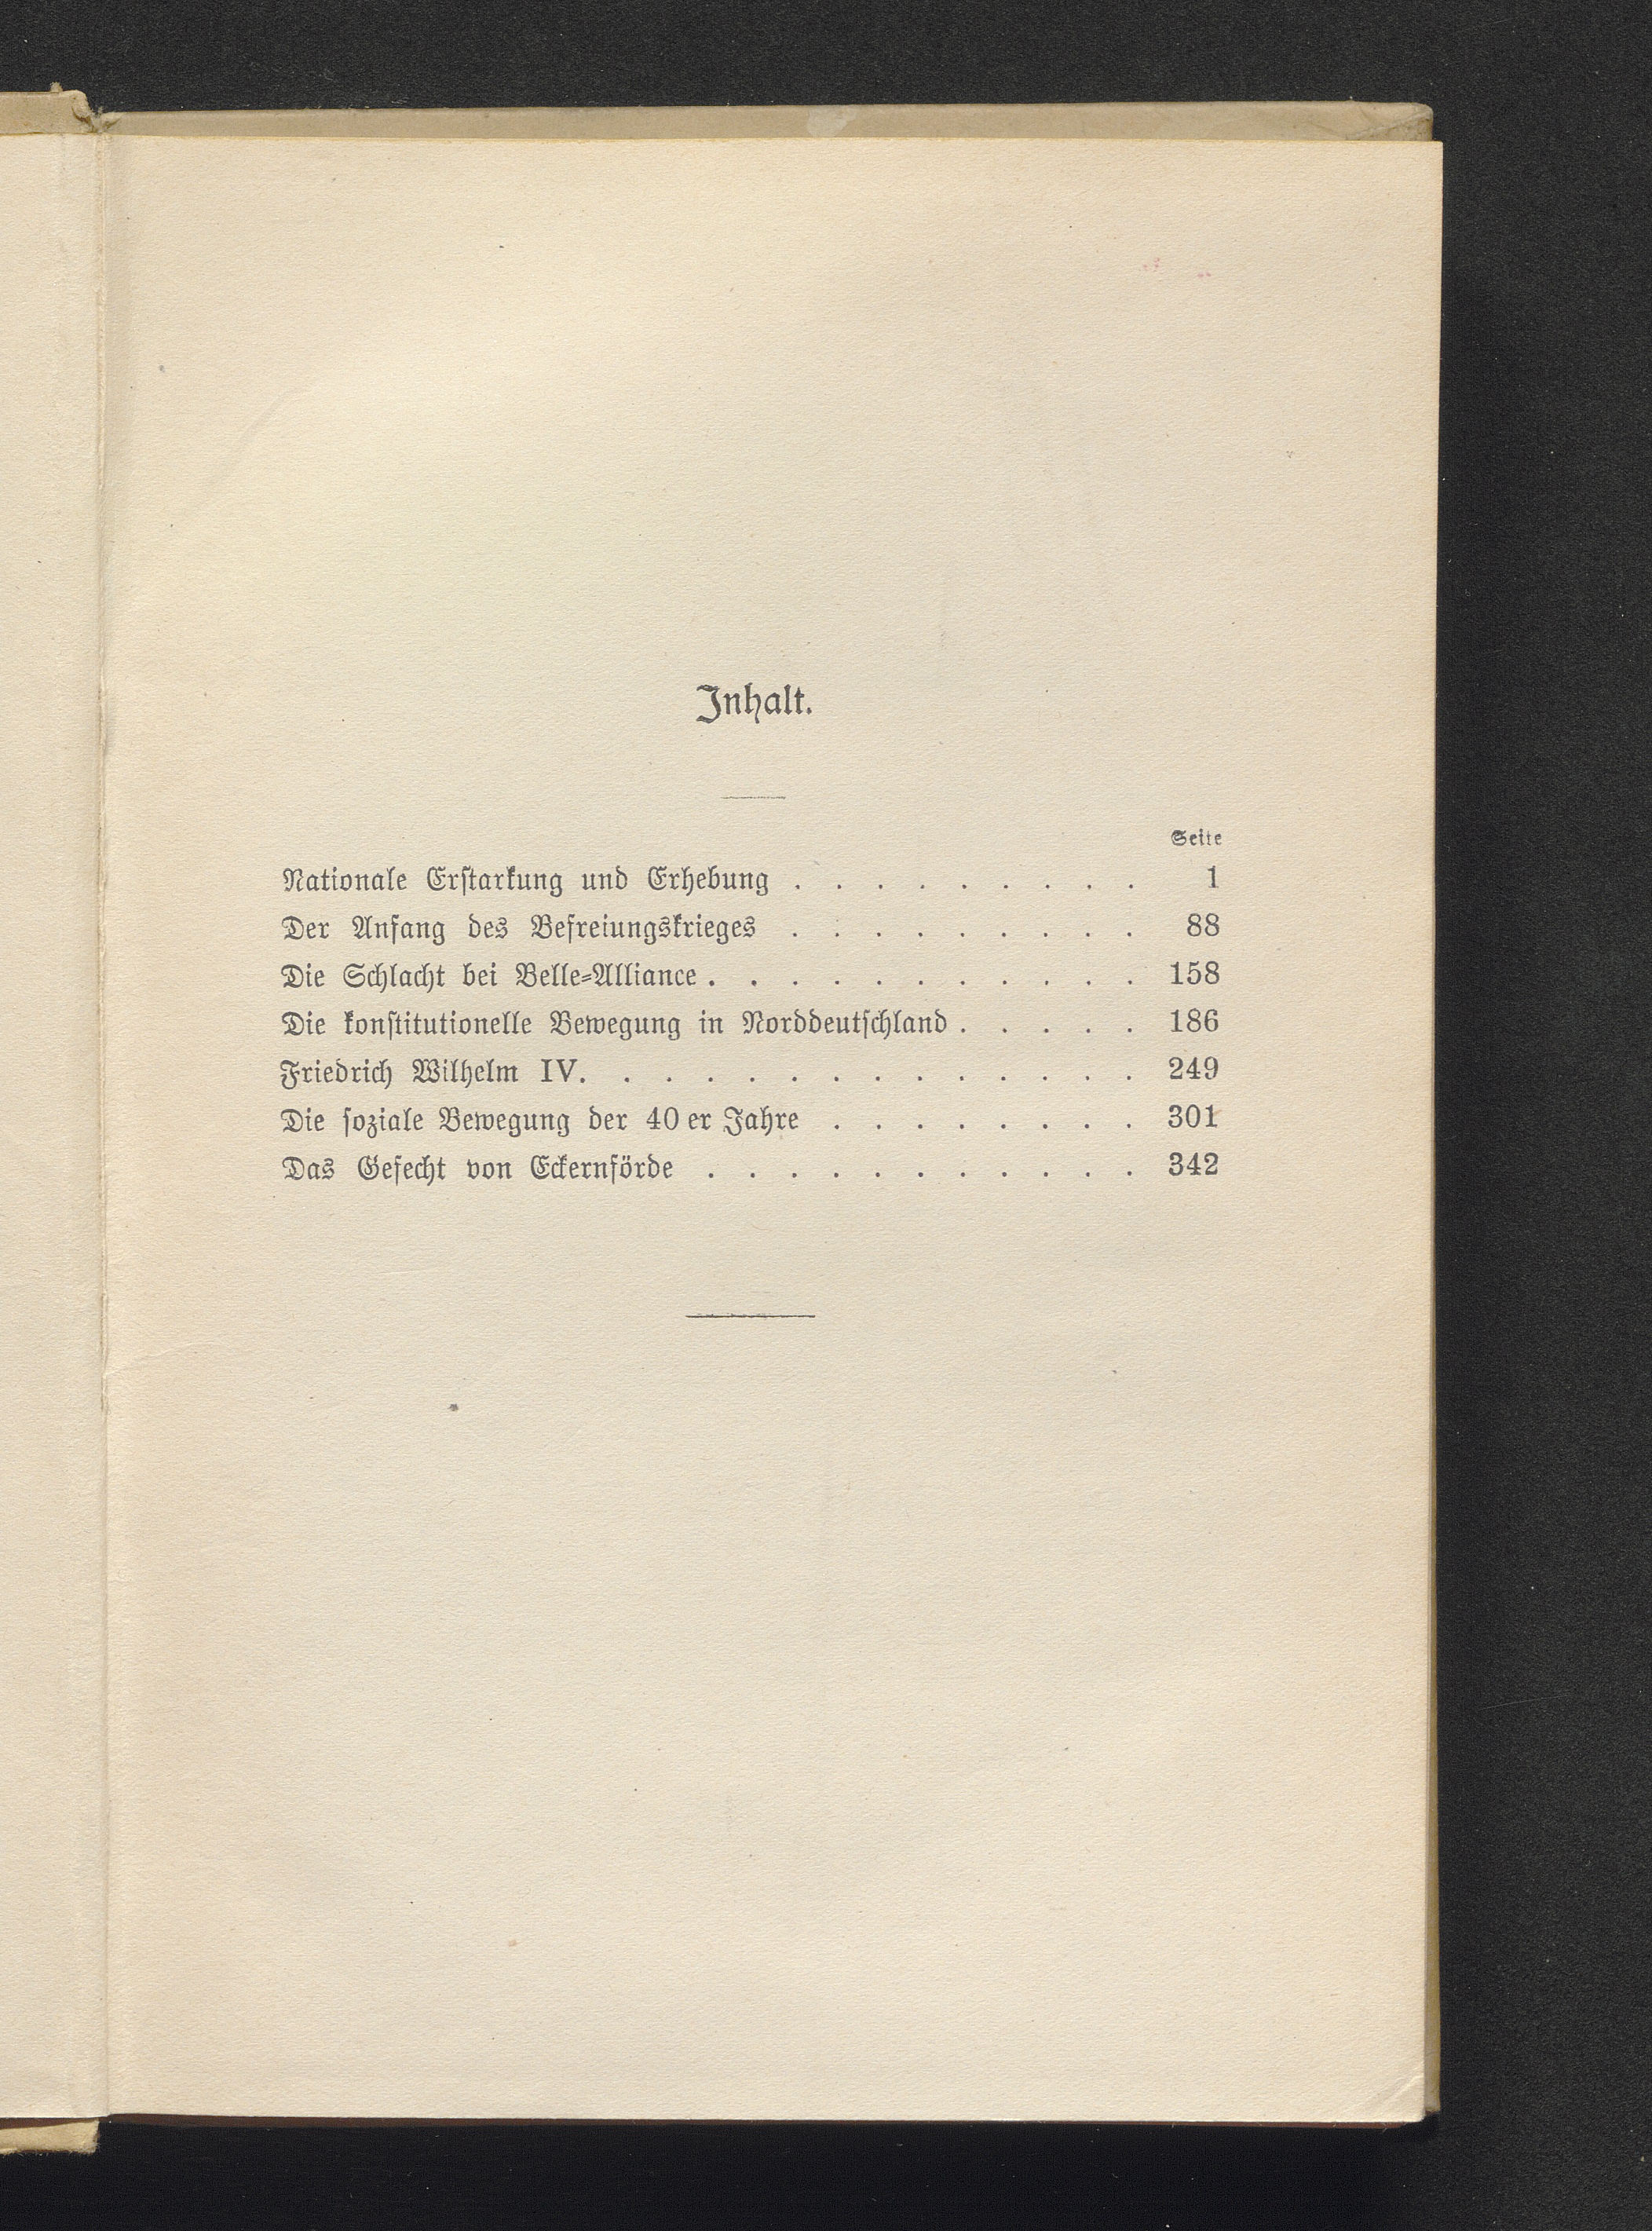 Inhalt.
Seite
Nationale Erstarkung und Erhebung . . . . . . . . . 1
Der Anfang des Befreiungskrieges . . . . . . . . . 88
Die Schlacht bei Belle-Alliance . . . . . . . . . . . 158
Die konstitutionelle Bewegung in Norddeutschland . . . . . 186
Friedrich Wilhelm IV. . . . . . . . . . . . . . . 249
Die soziale Bewegung der 40er Jahre . . . . . . . . 301
Das Gefecht von Eckernförde . . . . . . . . . . . 342